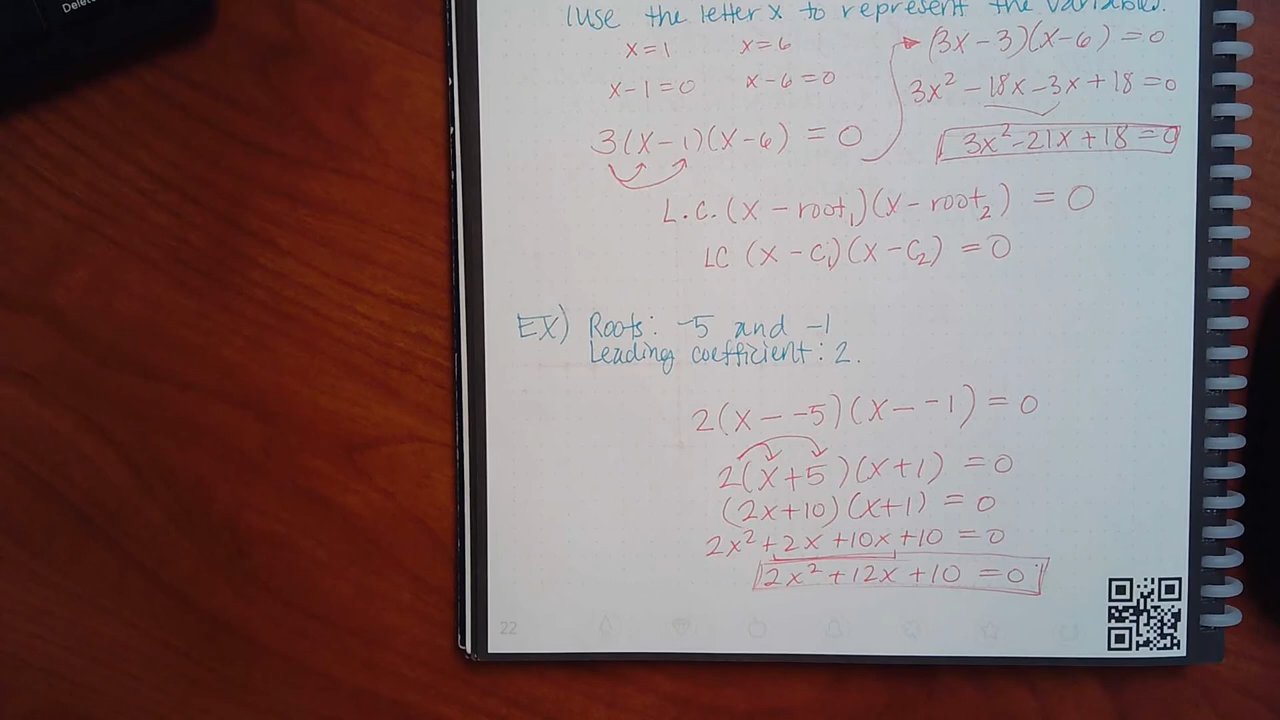 Delete
(use the letter x to represent the variables.
x=1 x=6
x-1=0 x-6=0
3(x-1)(x-6) = 0
(3x-3)(x-6) = 0
3x² - 18x - 3x + 18 = 0
3x² - 21x + 18 = 0
L.C. (x - root₁)(x - root₂) = 0
LC (x - C₁)(x - C₂) = 0
EX) Roots: -5 and -1
Leading coefficient: 2.
2(x - -5)(x - -1) = 0
2(x+5)(x+1) = 0
(2x+10)(x+1) = 0
2x² + 2x + 10x + 10 = 0
2x² + 12x + 10 = 0
22